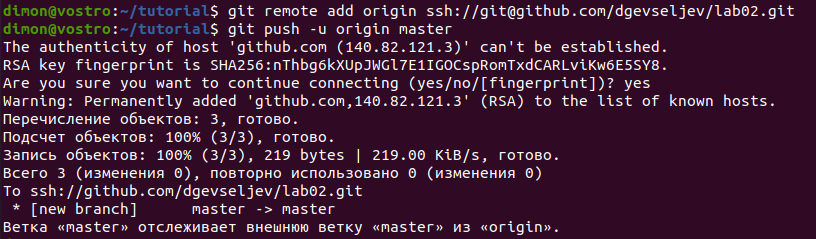 dimon@vostro:~/tutorial$ git remote add origin ssh://git@github.com/dgevseljev/lab02.git
dimon@vostro:~/tutorial$ git push -u origin master
The authenticity of host 'github.com (140.82.121.3)' can't be established.
RSA key fingerprint is SHA256:nThbg6kXUpJWGl7E1IGOCspRomTxdCARLviKw6E5SY8.
Are you sure you want to continue connecting (yes/no/[fingerprint])? yes
Warning: Permanently added 'github.com,140.82.121.3' (RSA) to the list of known hosts.
Перечисление объектов: 3, готово.
Подсчет объектов: 100% (3/3), готово.
Запись объектов: 100% (3/3), 219 bytes | 219.00 KiB/s, готово.
Всего 3 (изменения 0), повторно использовано 0 (изменения 0)
To ssh://github.com/dgevseljev/lab02.git
 * [new branch]      master -> master
Ветка «master» отслеживает внешнюю ветку «master» из «origin».